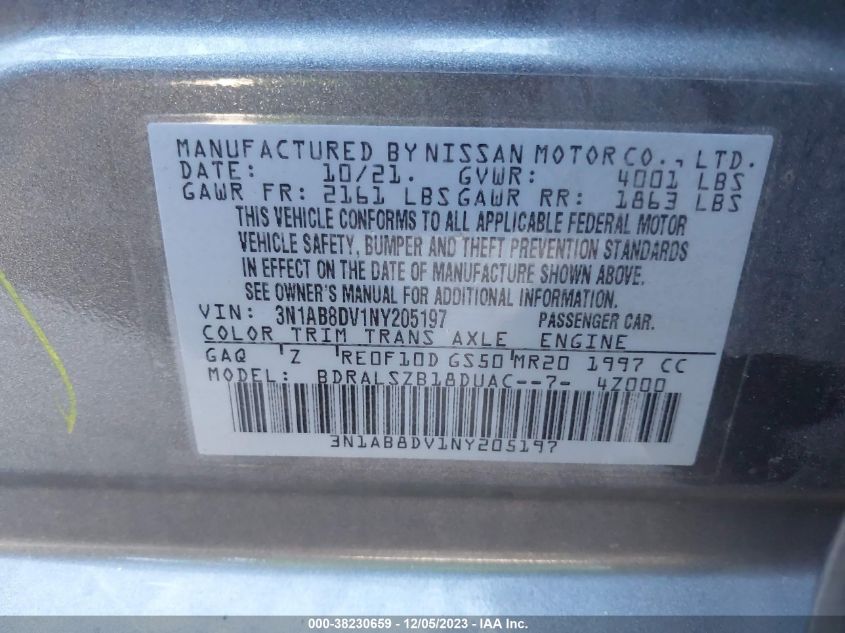 MANUFACTURED BY NISSAN MOTOR CO., LTD.
DATE: 10/21. GVWR: 4001 LBS
GAWR FR: 2161 LBS GAWR RR: 1863 LBS
THIS VEHICLE CONFORMS TO ALL APPLICABLE FEDERAL MOTOR
VEHICLE SAFETY, BUMPER AND THEFT PREVENTION STANDARDS
IN EFFECT ON THE DATE OF MANUFACTURE SHOWN ABOVE.
SEE OWNER'S MANUAL FOR ADDITIONAL INFORMATION.
VIN: 3N1AB8DV1NY205197 PASSENGER CAR.
COLOR TRIM TRANS AXLE ENGINE
GAQ Z RE0F10D GS50 MR20 1997 CC
MODEL: BDRALSZB18DUAC--7- 4Z000
3N1AB8DV1NY205197
000-38230659 - 12/05/2023 - IAA Inc.